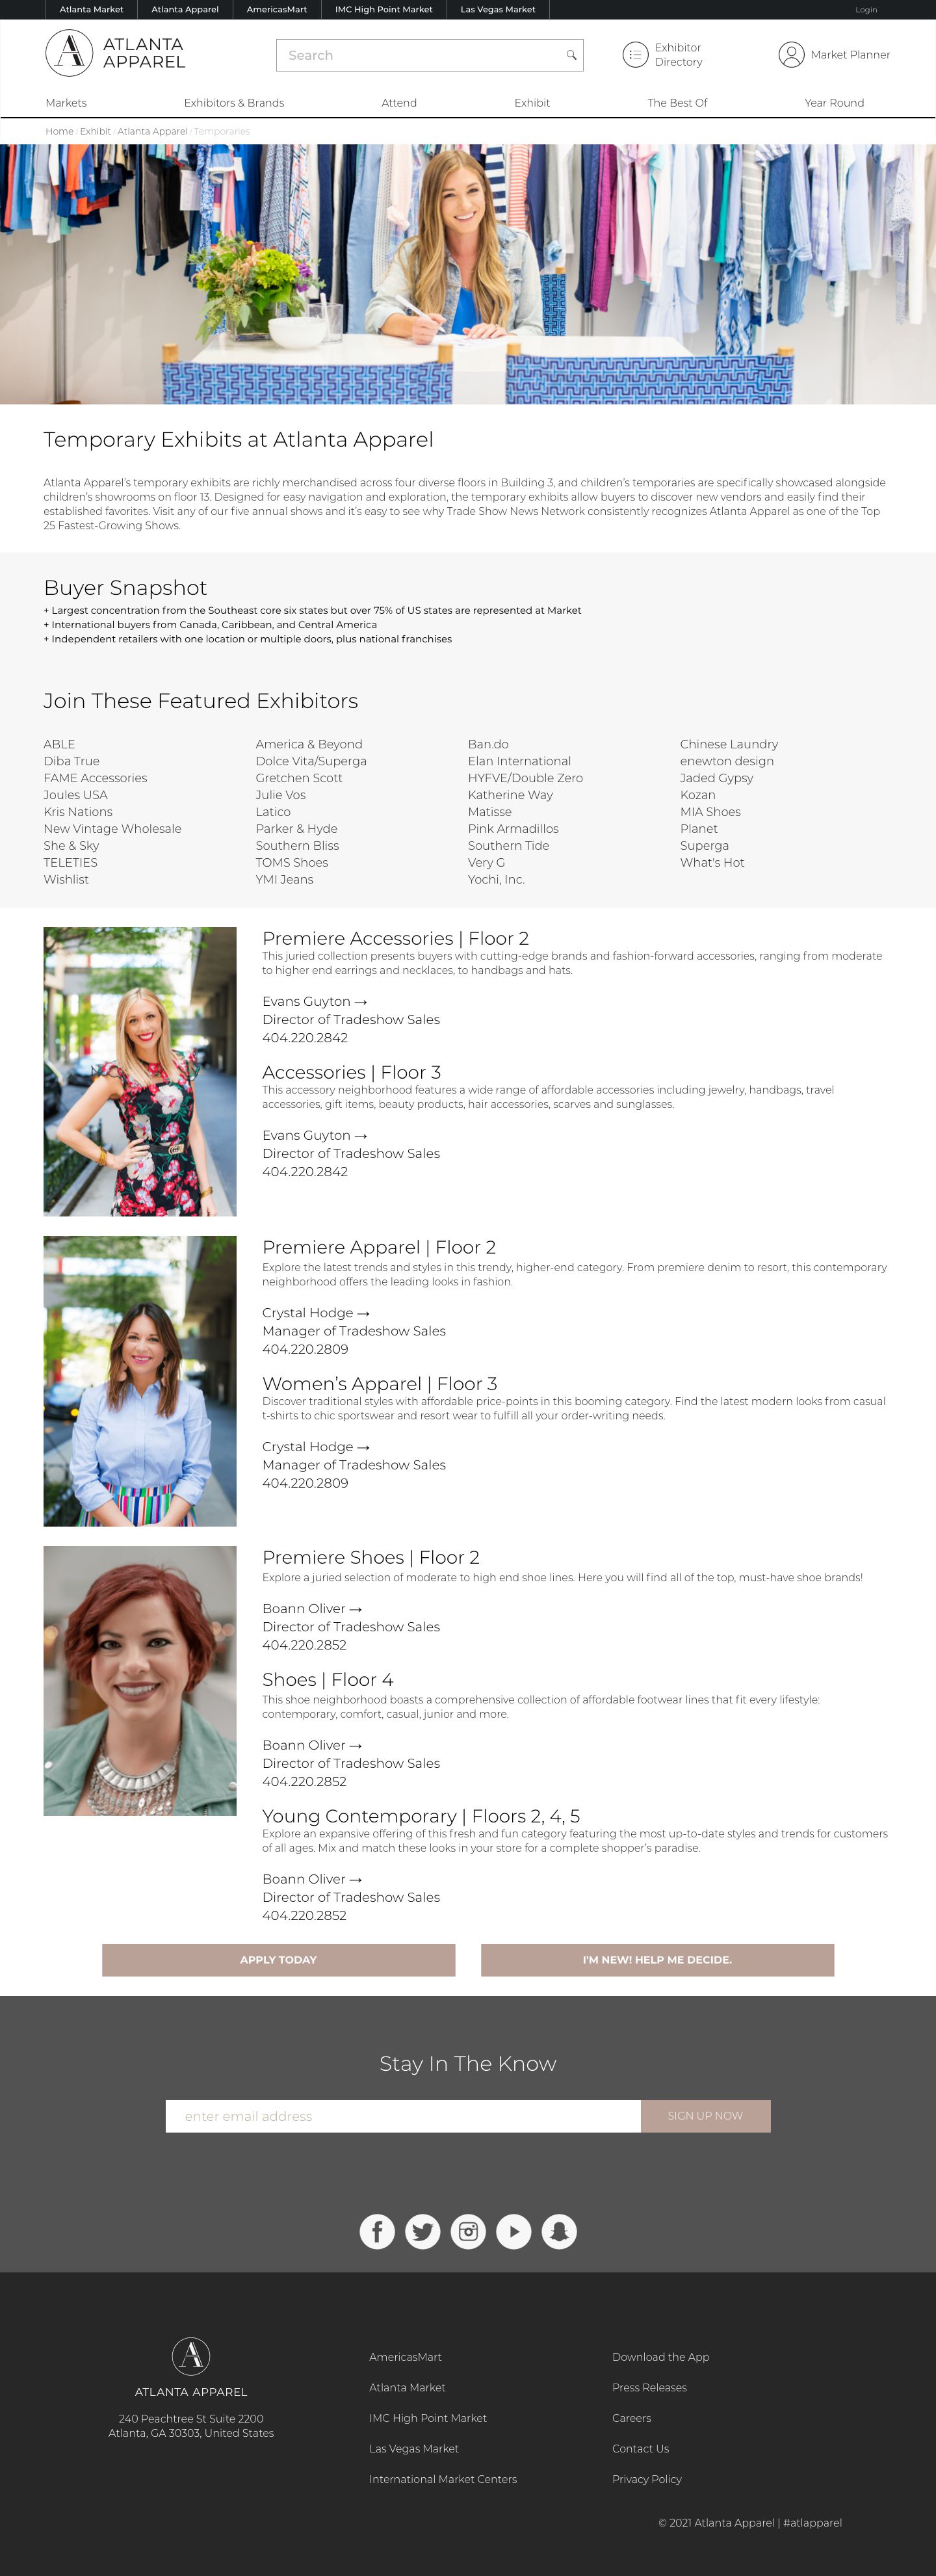 Atlanta Market
Atlanta Apparel
AmericasMart
IMC High Point Market
Las Vegas Market
Login
A
ATLANTA
APPAREL
Search
Exhibitor
Directory
Market Planner
Markets
Exhibitors & Brands
Attend
Exhibit
The Best Of
Year Round
Home / Exhibit / Atlanta Apparel / Temporaries
Temporary Exhibits at Atlanta Apparel
Atlanta Apparel's temporary exhibits are richly merchandised across four diverse floors in Building 3, and children's temporaries are specifically showcased alongside
children's showrooms on floor 13. Designed for easy navigation and exploration, the temporary exhibits allow buyers to discover new vendors and easily find their
established favorites. Visit any of our five annual shows and it's easy to see why Trade Show News Network consistently recognizes Atlanta Apparel as one of the Top
25 Fastest-Growing Shows.
Buyer Snapshot
+ Largest concentration from the Southeast core six states but over 75% of US states are represented at Market
+ International buyers from Canada, Caribbean, and Central America
+ Independent retailers with one location or multiple doors, plus national franchises
Join These Featured Exhibitors
ABLE
Diba True
FAME Accessories
Joules USA
Kris Nations
New Vintage Wholesale
She & Sky
TELETIES
Wishlist
America & Beyond
Dolce Vita/Superga
Gretchen Scott
Julie Vos
Latico
Parker & Hyde
Southern Bliss
TOMS Shoes
YMI Jeans
Ban.do
Elan International
HYFVE/Double Zero
Katherine Way
Matisse
Pink Armadillos
Southern Tide
Very G
Yochi, Inc.
Chinese Laundry
enewton design
Jaded Gypsy
Kozan
MIA Shoes
Planet
Superga
What's Hot
Premiere Accessories | Floor 2
This juried collection presents buyers with cutting-edge brands and fashion-forward accessories, ranging from moderate
to higher end earrings and necklaces, to handbags and hats.
Evans Guyton →
Director of Tradeshow Sales
404.220.2842
Accessories | Floor 3
This accessory neighborhood features a wide range of affordable accessories including jewelry, handbags, travel
accessories, gift items, beauty products, hair accessories, scarves and sunglasses.
Evans Guyton →
Director of Tradeshow Sales
404.220.2842
Premiere Apparel | Floor 2
Explore the latest trends and styles in this trendy, higher-end category. From premiere denim to resort, this contemporary
neighborhood offers the leading looks in fashion.
Crystal Hodge →
Manager of Tradeshow Sales
404.220.2809
Women's Apparel | Floor 3
Discover traditional styles with affordable price-points in this booming category. Find the latest modern looks from casual
t-shirts to chic sportswear and resort wear to fulfill all your order-writing needs.
Crystal Hodge →
Manager of Tradeshow Sales
404.220.2809
Premiere Shoes | Floor 2
Explore a juried selection of moderate to high end shoe lines. Here you will find all of the top, must-have shoe brands!
Boann Oliver →
Director of Tradeshow Sales
404.220.2852
Shoes | Floor 4
This shoe neighborhood boasts a comprehensive collection of affordable footwear lines that fit every lifestyle:
contemporary, comfort, casual, junior and more.
Boann Oliver →
Director of Tradeshow Sales
404.220.2852
Young Contemporary | Floors 2, 4, 5
Explore an expansive offering of this fresh and fun category featuring the most up-to-date styles and trends for customers
of all ages. Mix and match these looks in your store for a complete shopper's paradise.
Boann Oliver →
Director of Tradeshow Sales
404.220.2852
APPLY TODAY
I'M NEW! HELP ME DECIDE.
Stay In The Know
enter email address
SIGN UP NOW
A
ATLANTA APPAREL
240 Peachtree St Suite 2200
Atlanta, GA 30303, United States
AmericasMart
Atlanta Market
IMC High Point Market
Las Vegas Market
International Market Centers
Download the App
Press Releases
Careers
Contact Us
Privacy Policy
© 2021 Atlanta Apparel | #atlapparel